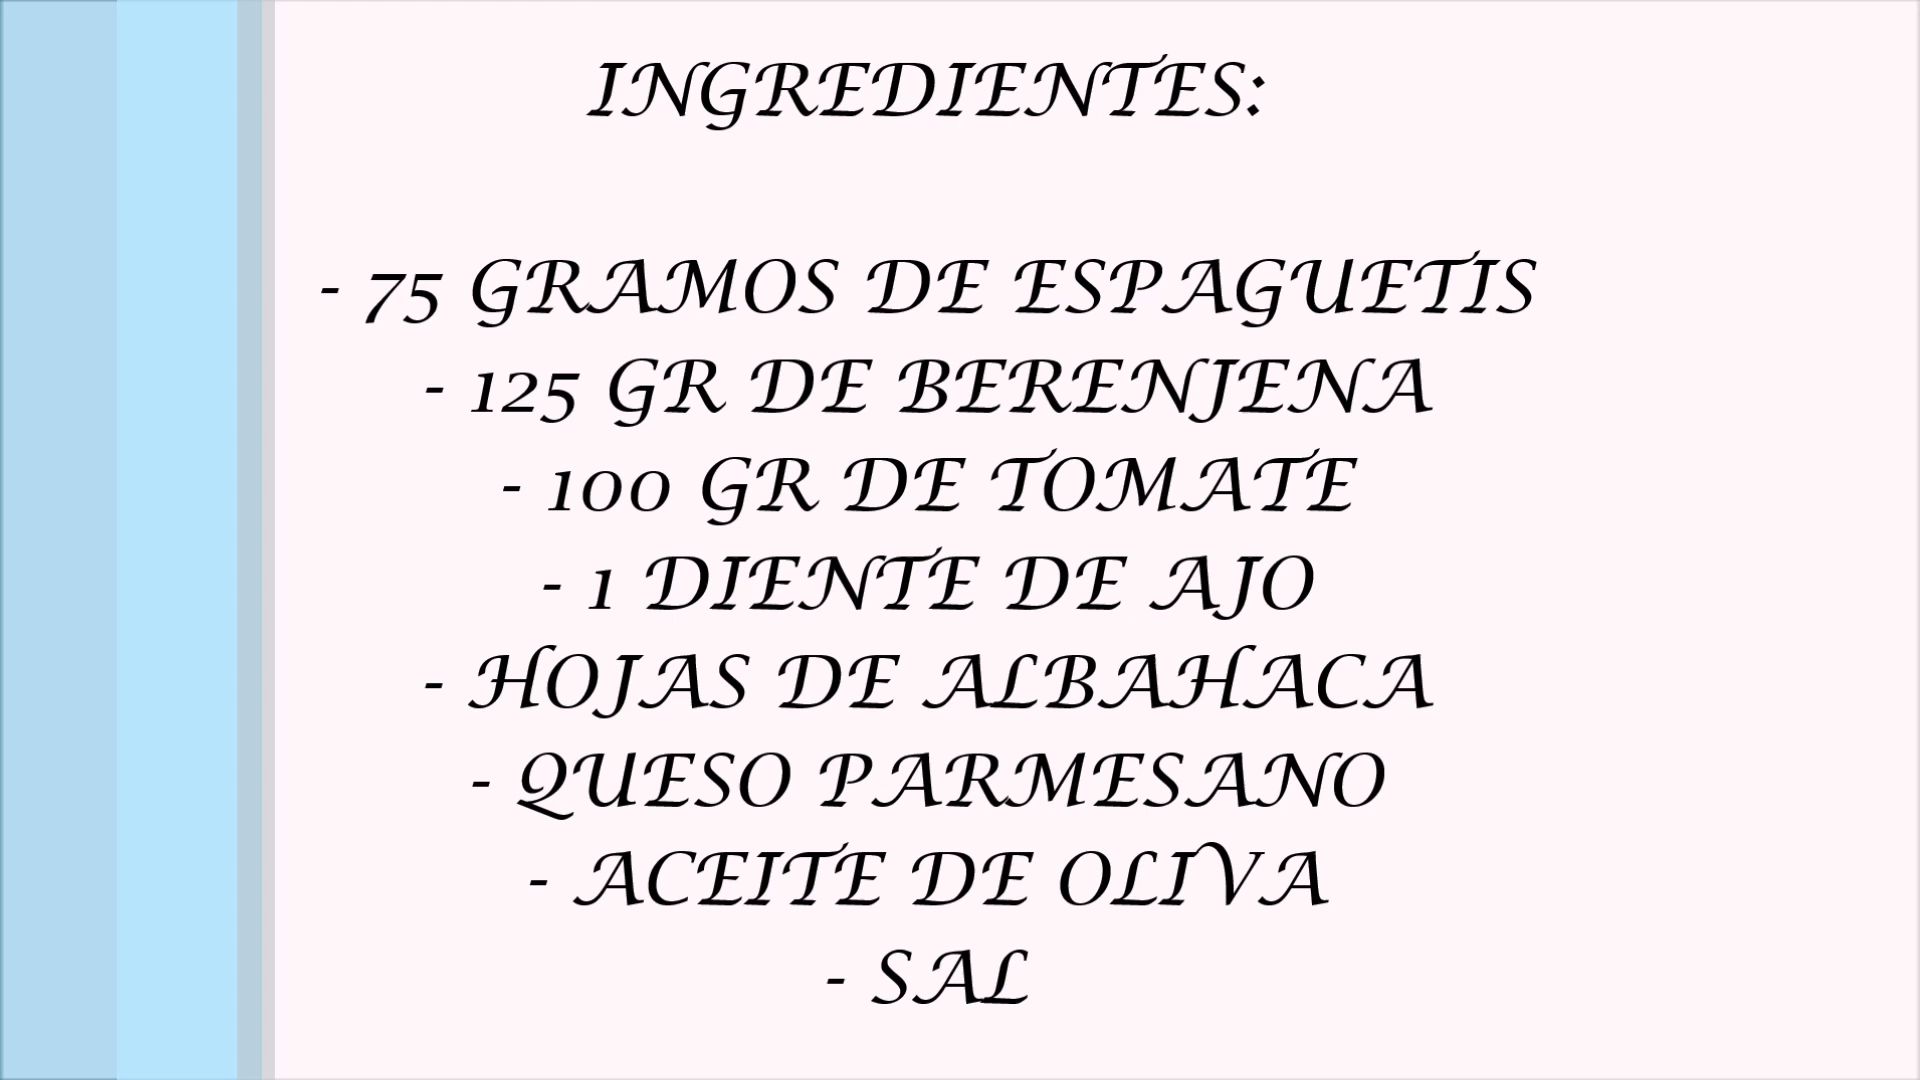 INGREDIENTES:
- 75 GRAMOS DE ESPAGUETIS
- 125 GR DE BERENJENA
- 100 GR DE TOMATE
- 1 DIENTE DE AJO
- HOJAS DE ALBAHACA
- QUESO PARMESANO
- ACEITE DE OLIVA
- SAL